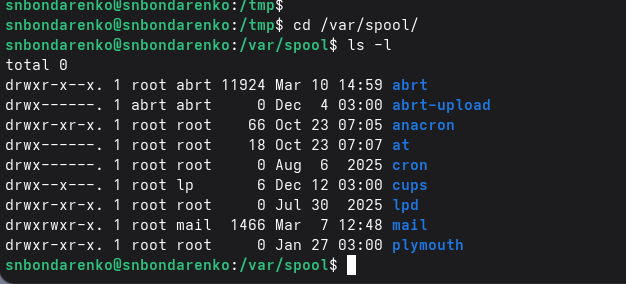 snbondarenko@snbondarenko:/tmp$
snbondarenko@snbondarenko:/tmp$ cd /var/spool/
snbondarenko@snbondarenko:/var/spool$ ls -l
total 0
drwxr-x--x. 1 root abrt 11924 Mar 10 14:59 abrt
drwx------. 1 abrt abrt     0 Dec  4 03:00 abrt-upload
drwxr-xr-x. 1 root root    66 Oct 23 07:05 anacron
drwx------. 1 root root    18 Oct 23 07:07 at
drwx------. 1 root root     0 Aug  6  2025 cron
drwx--x---. 1 root lp       6 Dec 12 03:00 cups
drwxr-xr-x. 1 root root     0 Jul 30  2025 lpd
drwxrwxr-x. 1 root mail  1466 Mar  7 12:48 mail
drwxr-xr-x. 1 root root     0 Jan 27 03:00 plymouth
snbondarenko@snbondarenko:/var/spool$